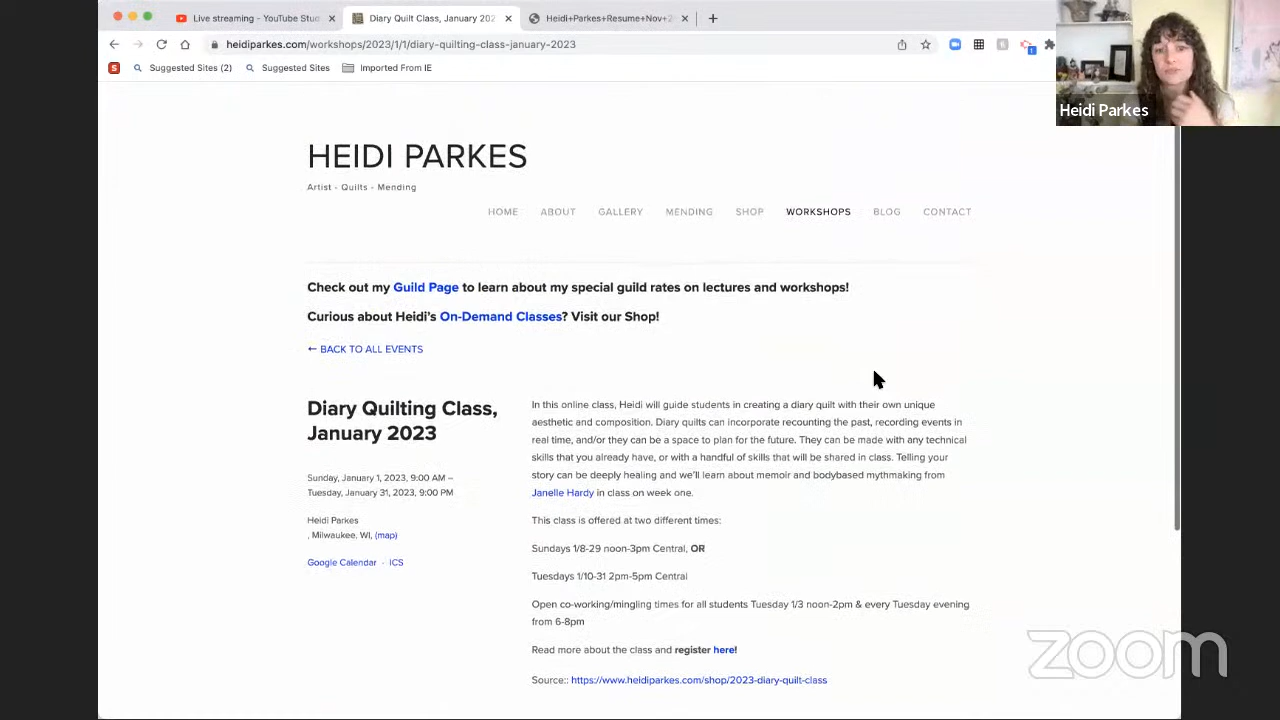 Live streaming - YouTube Stu
Diary Quilt Class, January 202
Heidi+Parkes+Resume+Nov+2
heidiparkes.com/workshops/2023/1/1/diary-quilting-class-january-2023
S
Suggested Sites (2)
Suggested Sites
Imported From IE
1
Heidi Parkes
HEIDI PARKES
Artist - Quilts - Mending
HOME ABOUT GALLERY MENDING SHOP WORKSHOPS BLOG CONTACT
Check out my Guild Page to learn about my special guild rates on lectures and workshops!
Curious about Heidi's On-Demand Classes? Visit our Shop!
← BACK TO ALL EVENTS
Diary Quilting Class,
January 2023
Sunday, January 1, 2023, 9:00 AM –
Tuesday, January 31, 2023, 9:00 PM
Heidi Parkes
, Milwaukee, WI, (map)
Google Calendar · ICS
In this online class, Heidi will guide students in creating a diary quilt with their own unique
aesthetic and composition. Diary quilts can incorporate recounting the past, recording events in
real time, and/or they can be a space to plan for the future. They can be made with any technical
skills that you already have, or with a handful of skills that will be shared in class. Telling your
story can be deeply healing and we'll learn about memoir and bodybased mythmaking from
Janelle Hardy in class on week one.
This class is offered at two different times:
Sundays 1/8-29 noon-3pm Central, OR
Tuesdays 1/10-31 2pm-5pm Central
Open co-working/mingling times for all students Tuesday 1/3 noon-2pm & every Tuesday evening
from 6-8pm
Read more about the class and register here!
Source:: https://www.heidiparkes.com/shop/2023-diary-quilt-class
zoom